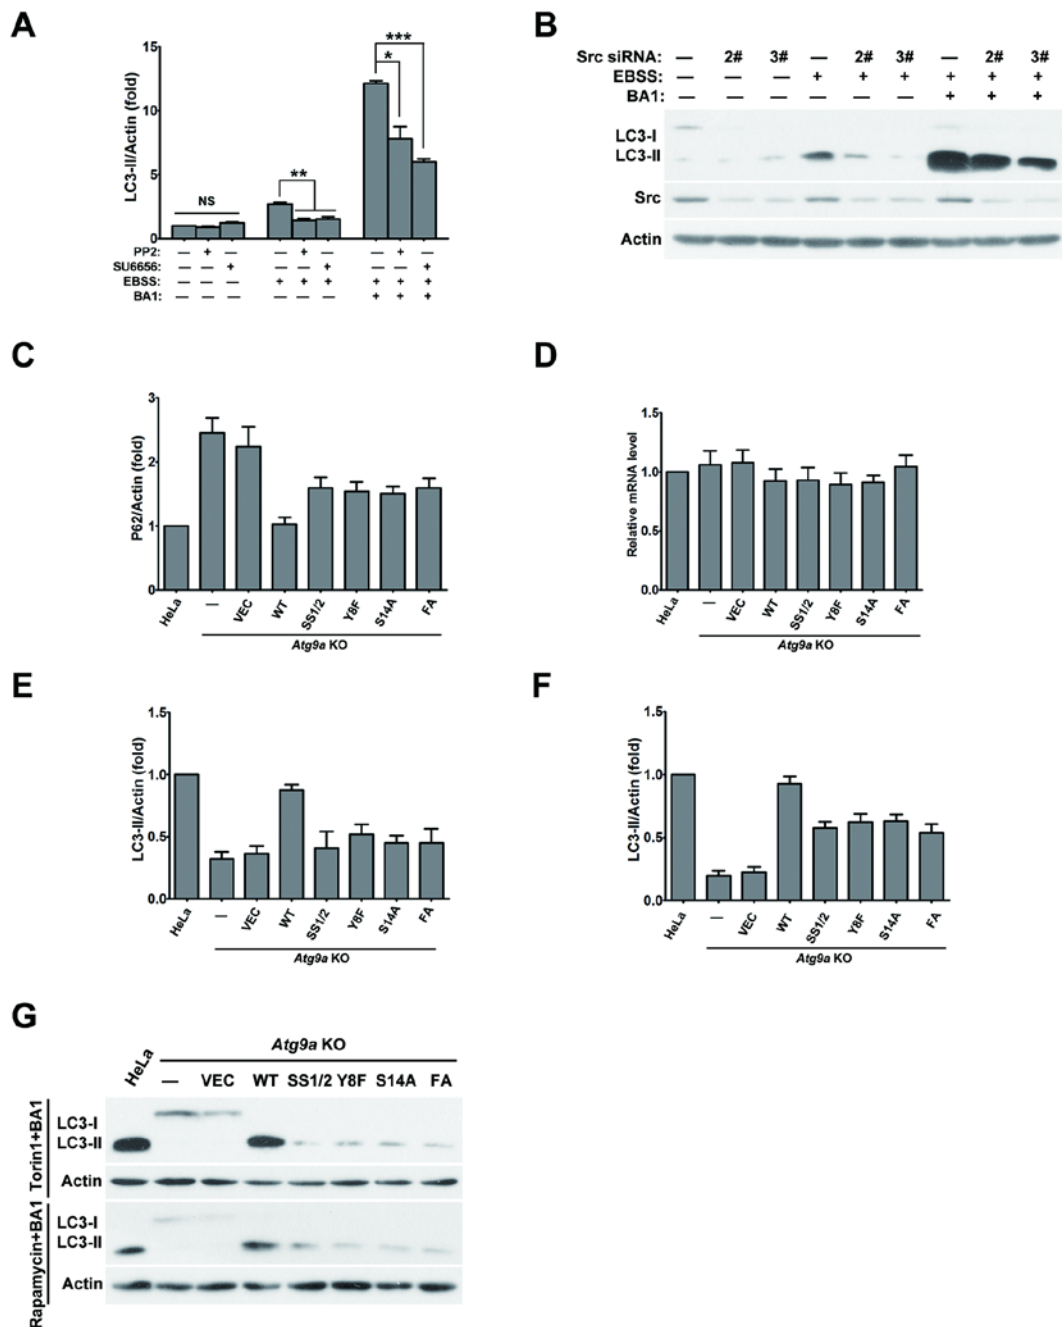 A
LC3-II/Actin (fold)
15
10
5
0
NS
**
*
***
PP2: — + — — + — — + —
SU6656: — — + — — + — — +
EBSS: — — — + + + + + +
BA1: — — — — — — + + +
B
Src siRNA: — 2# 3# — 2# 3# — 2# 3#
EBSS: — — — + + + + + +
BA1: — — — — — — + + +
LC3-I
LC3-II
Src
Actin
C
P62/Actin (fold)
3
2
1
0
HeLa — VEC WT SS1/2 Y8F S14A FA
Atg9a KO
D
Relative mRNA level
1.5
1.0
0.5
0.0
HeLa — VEC WT SS1/2 Y8F S14A FA
Atg9a KO
E
LC3-II/Actin (fold)
1.5
1.0
0.5
0.0
HeLa — VEC WT SS1/2 Y8F S14A FA
Atg9a KO
F
LC3-II/Actin (fold)
1.5
1.0
0.5
0.0
HeLa — VEC WT SS1/2 Y8F S14A FA
Atg9a KO
G
Atg9a KO
HeLa — VEC WT SS1/2 Y8F S14A FA
Torin1+BA1
LC3-I
LC3-II
Actin
Rapamycin+BA1
LC3-I
LC3-II
Actin